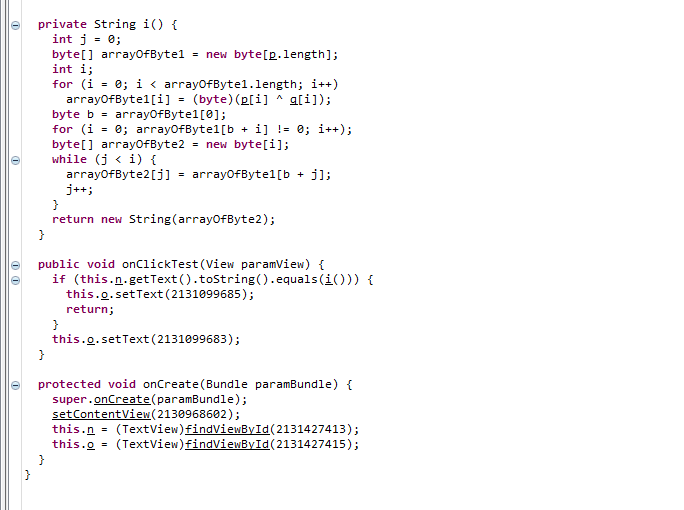 private String i() {
int j = 0;
byte[] arrayOfByte1 = new byte[p.length];
int i;
for (i = 0; i < arrayOfByte1.length; i++)
arrayOfByte1[i] = (byte)(p[i] ^ q[i]);
byte b = arrayOfByte1[0];
for (i = 0; arrayOfByte1[b + i] != 0; i++);
byte[] arrayOfByte2 = new byte[i];
while (j < i) {
arrayOfByte2[j] = arrayOfByte1[b + j];
j++;
}
return new String(arrayOfByte2);
}
public void onClickTest(View paramView) {
if (this.n.getText().toString().equals(i())) {
this.o.setText(2131099685);
return;
}
this.o.setText(2131099683);
}
protected void onCreate(Bundle paramBundle) {
super.onCreate(paramBundle);
setContentView(2130968602);
this.n = (TextView)findViewById(2131427413);
this.o = (TextView)findViewById(2131427415);
}
}